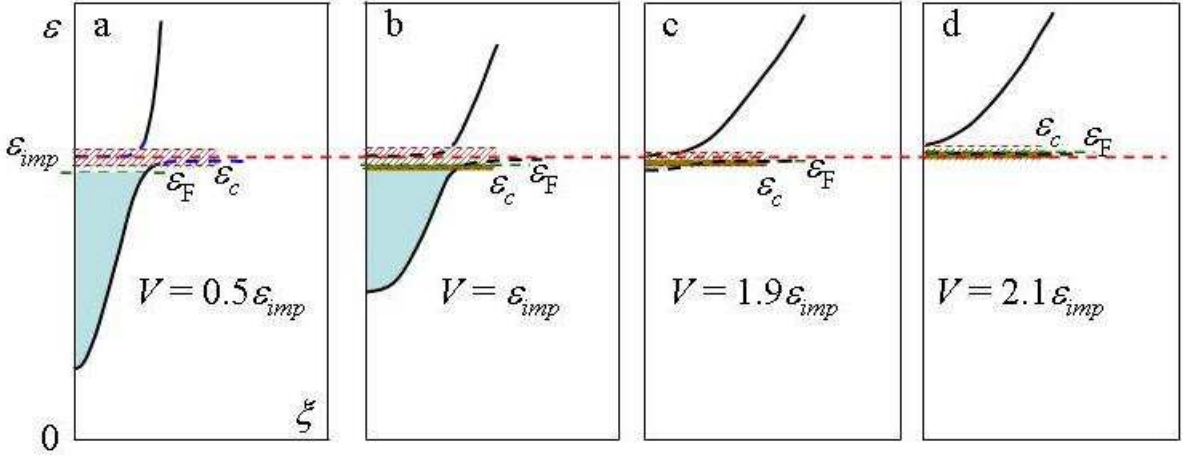 ε a b c d
ε_imp
ε_F ε_c
ε_c ε_F
ε_c ε_F
ε_c ε_F
V = 0.5ε_imp
V = ε_imp
V = 1.9ε_imp
V = 2.1ε_imp
ξ
0